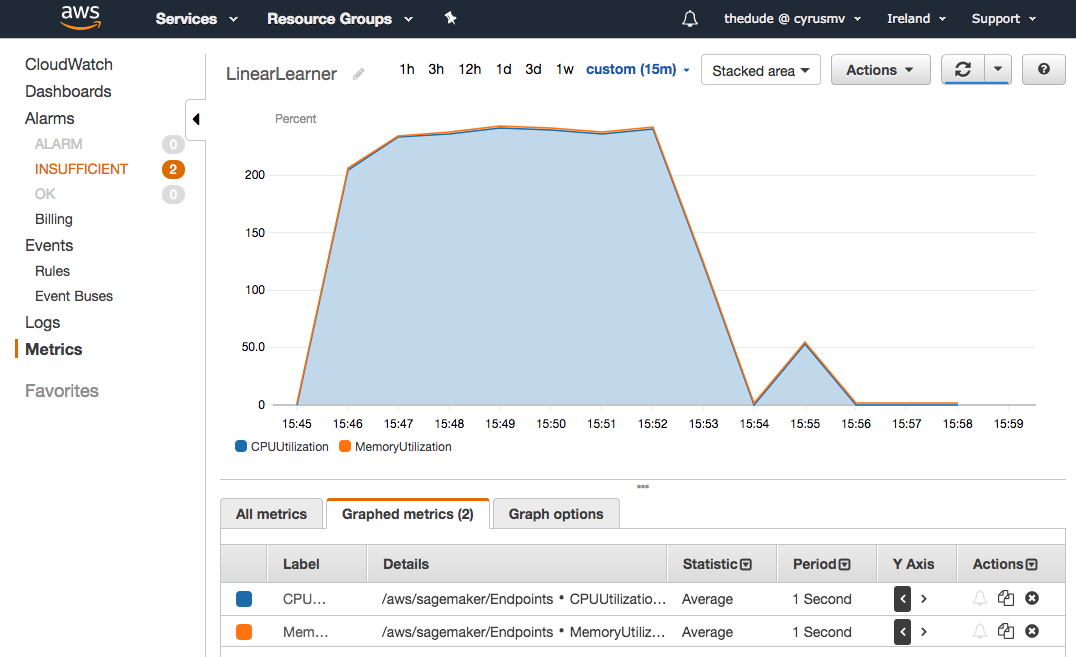 aws Services Resource Groups thedude @ cyrusmv Ireland Support
CloudWatch
Dashboards
Alarms
ALARM 0
INSUFFICIENT 2
OK 0
Billing
Events
Rules
Event Buses
Logs
Metrics
Favorites
LinearLearner 1h 3h 12h 1d 3d 1w custom (15m) Stacked area Actions ?
Percent
200
150
100
50.0
0
15:45 15:46 15:47 15:48 15:49 15:50 15:51 15:52 15:53 15:54 15:55 15:56 15:57 15:58 15:59
CPUUtilization MemoryUtilization
All metrics Graphed metrics (2) Graph options
Label Details Statistic Period Y Axis Actions
CPU... /aws/sagemaker/Endpoints • CPUUtilizatio... Average 1 Second < >
Mem... /aws/sagemaker/Endpoints • MemoryUtiliz... Average 1 Second < >